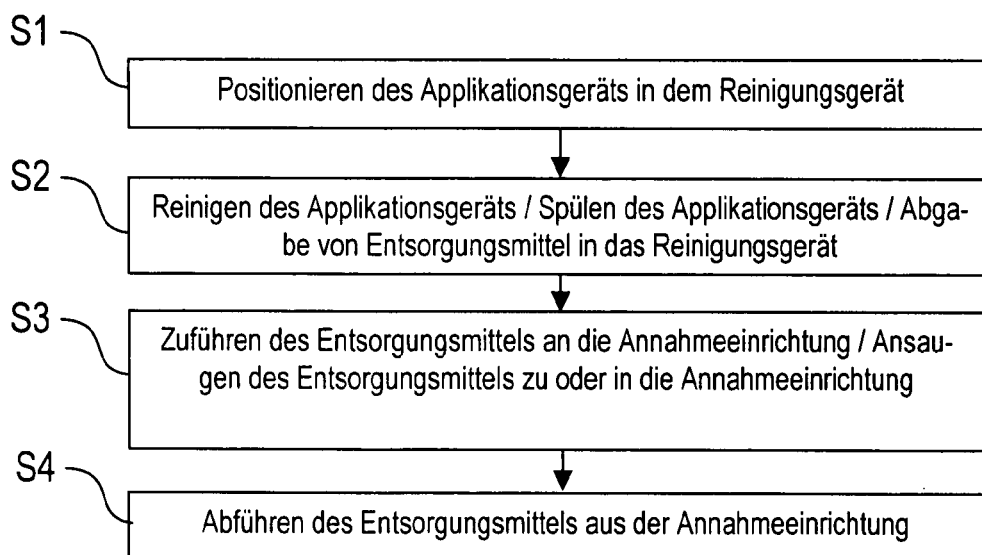 S1
Positionieren des Applikationsgeräts in dem Reinigungsgerät
S2
Reinigen des Applikationsgeräts / Spülen des Applikationsgeräts / Abga-
be von Entsorgungsmittel in das Reinigungsgerät
S3
Zuführen des Entsorgungsmittels an die Annahmeeinrichtung / Ansau-
gen des Entsorgungsmittels zu oder in die Annahmeeinrichtung
S4
Abführen des Entsorgungsmittels aus der Annahmeeinrichtung